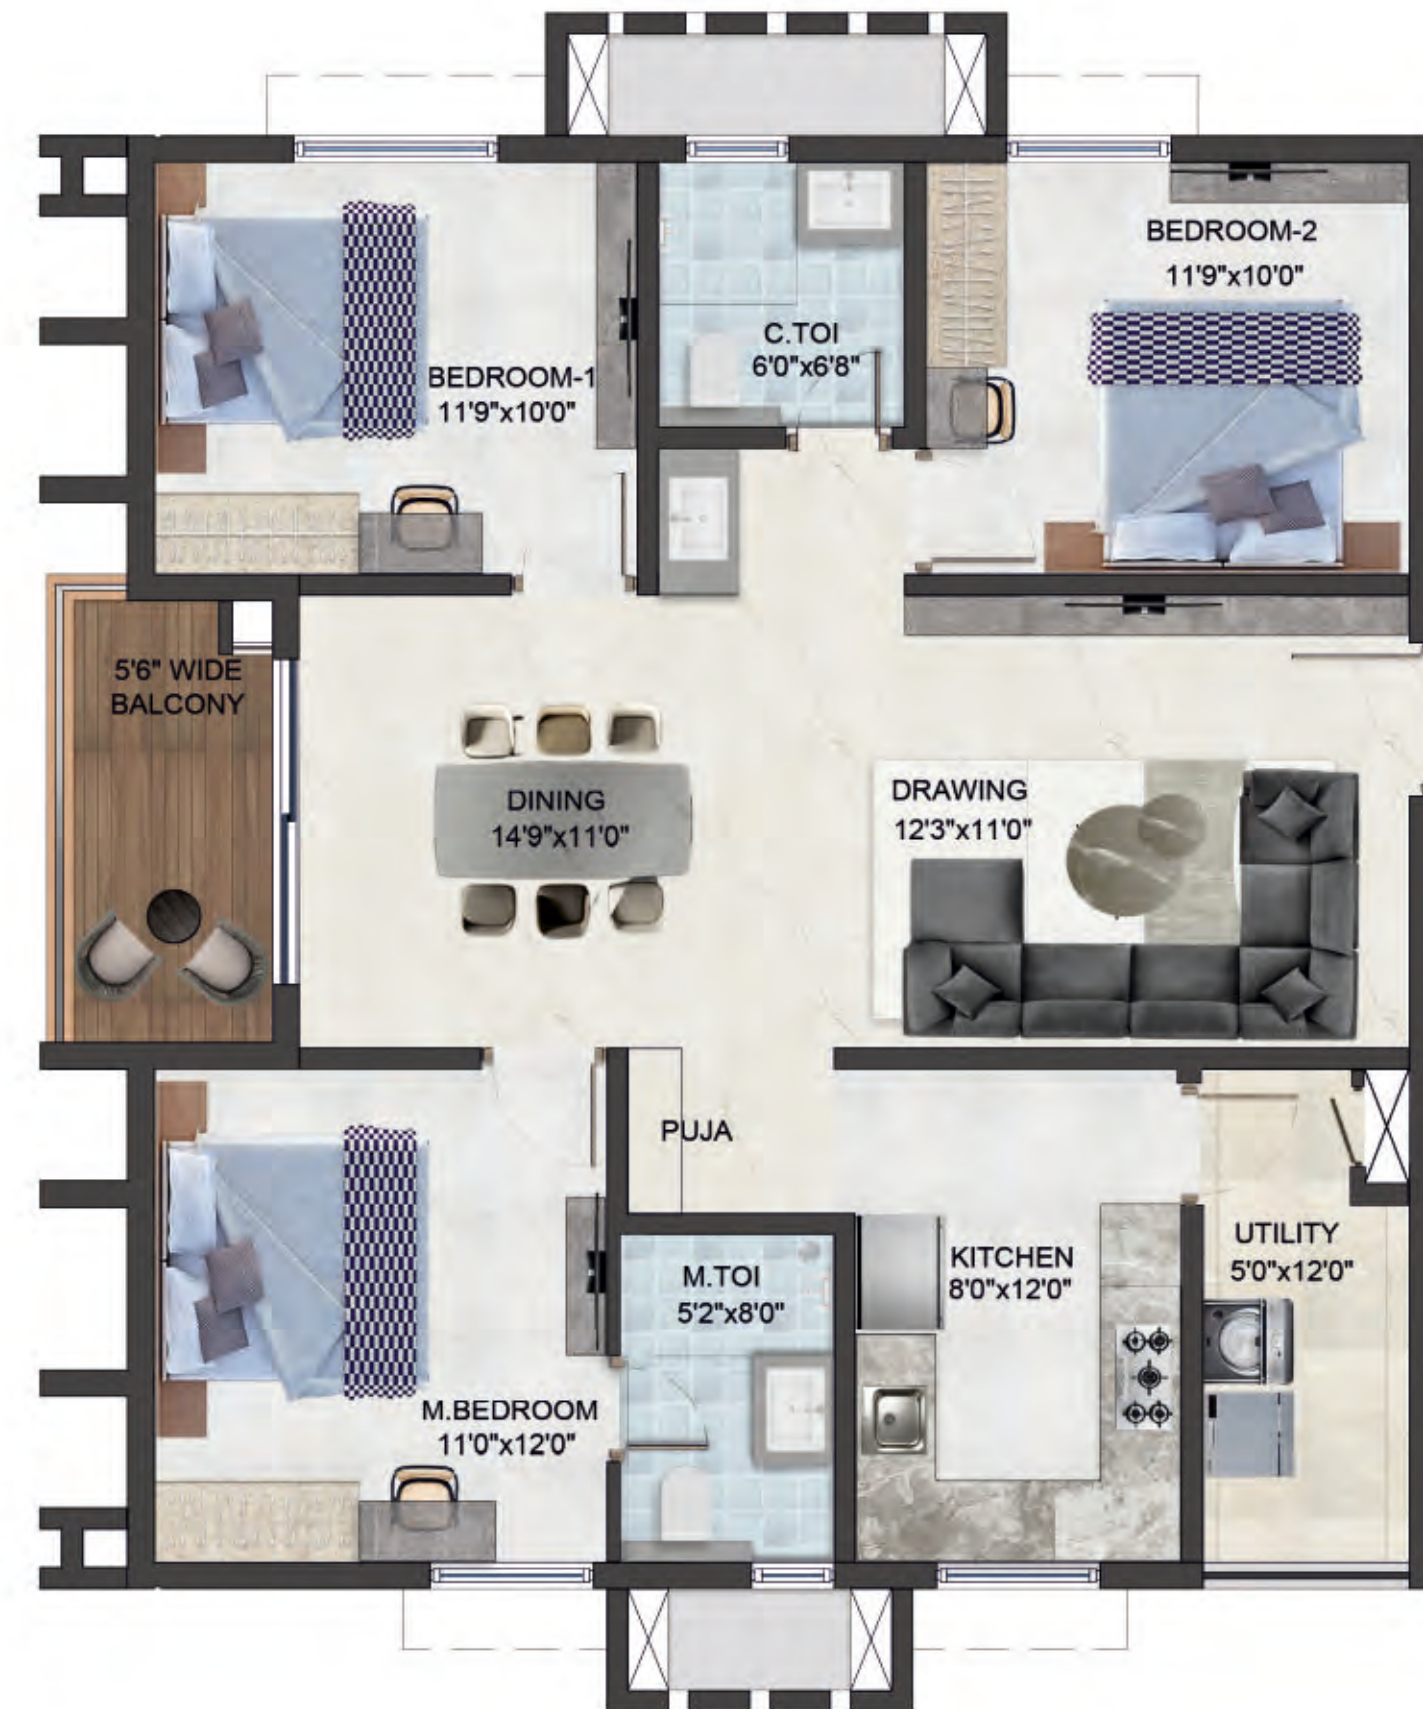 BEDROOM-2
11'9"x10'0"
C.TOI
6'0"x6'8"
BEDROOM-1
11'9"x10'0"
5'6" WIDE
BALCONY
DINING
14'9"x11'0"
DRAWING
12'3"x11'0"
PUJA
M.TOI
5'2"x8'0"
KITCHEN
8'0"x12'0"
UTILITY
5'0"x12'0"
M.BEDROOM
11'0"x12'0"